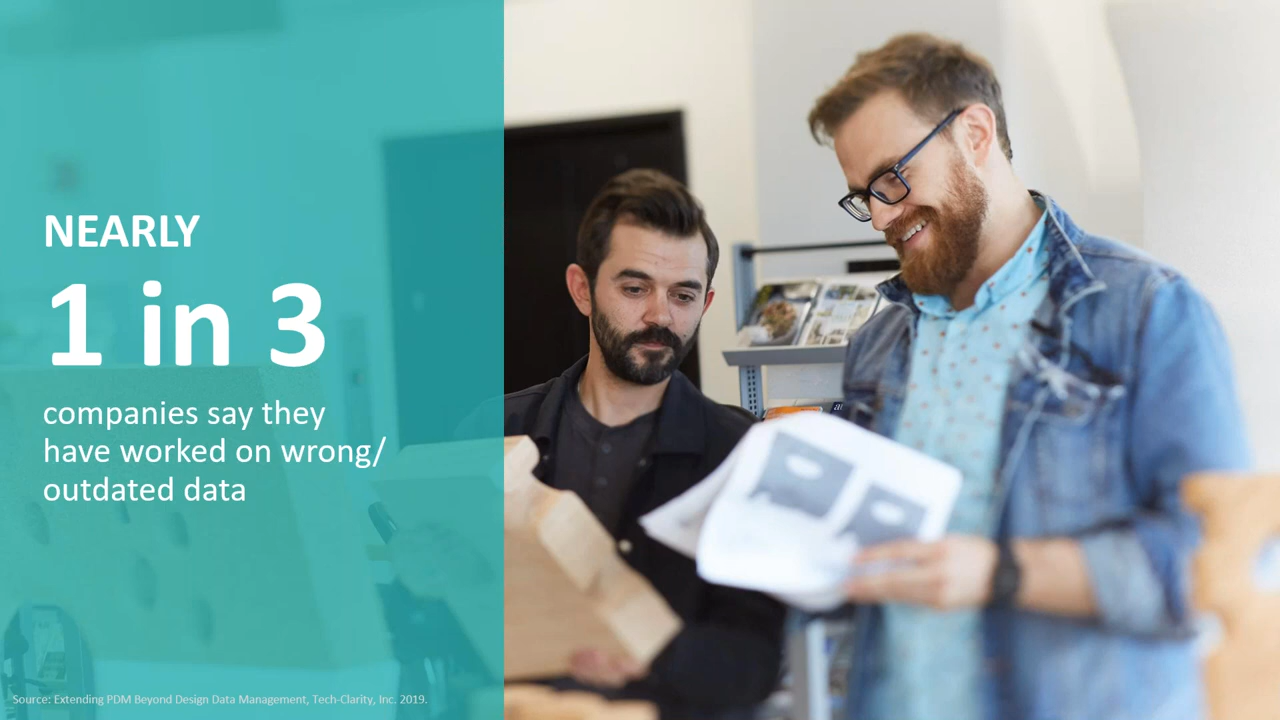 NEARLY
1 in 3
companies say they
have worked on wrong/
outdated data
Source: Extending PDM Beyond Design Data Management, Tech-Clarity, Inc. 2019.